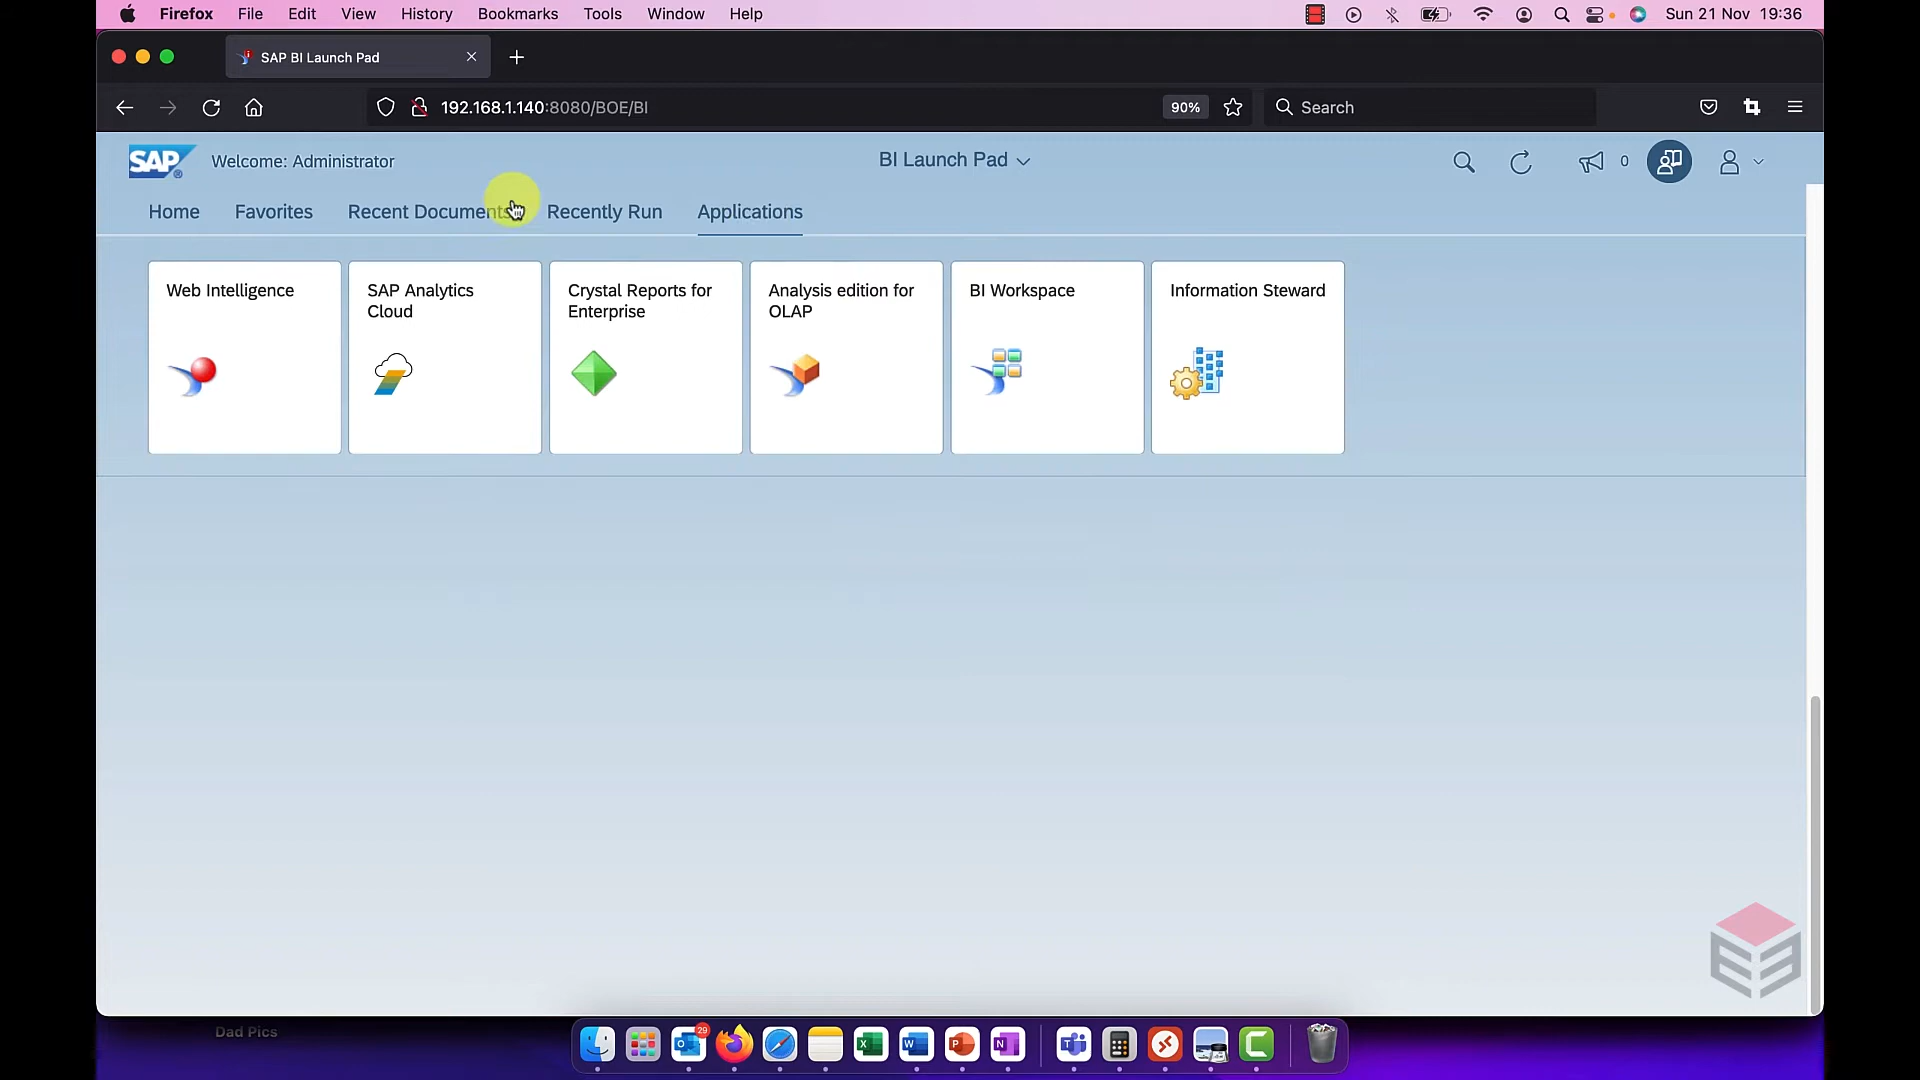 Firefox File Edit View History Bookmarks Tools Window Help Sun 21 Nov 19:36
SAP BI Launch Pad
192.168.1.140:8080/BOE/BI 90% Search
SAP Welcome: Administrator BI Launch Pad 0
Home Favorites Recent Documents Recently Run Applications
Web Intelligence
SAP Analytics
Cloud
Crystal Reports for
Enterprise
Analysis edition for
OLAP
BI Workspace
Information Steward
Dad Pics
29